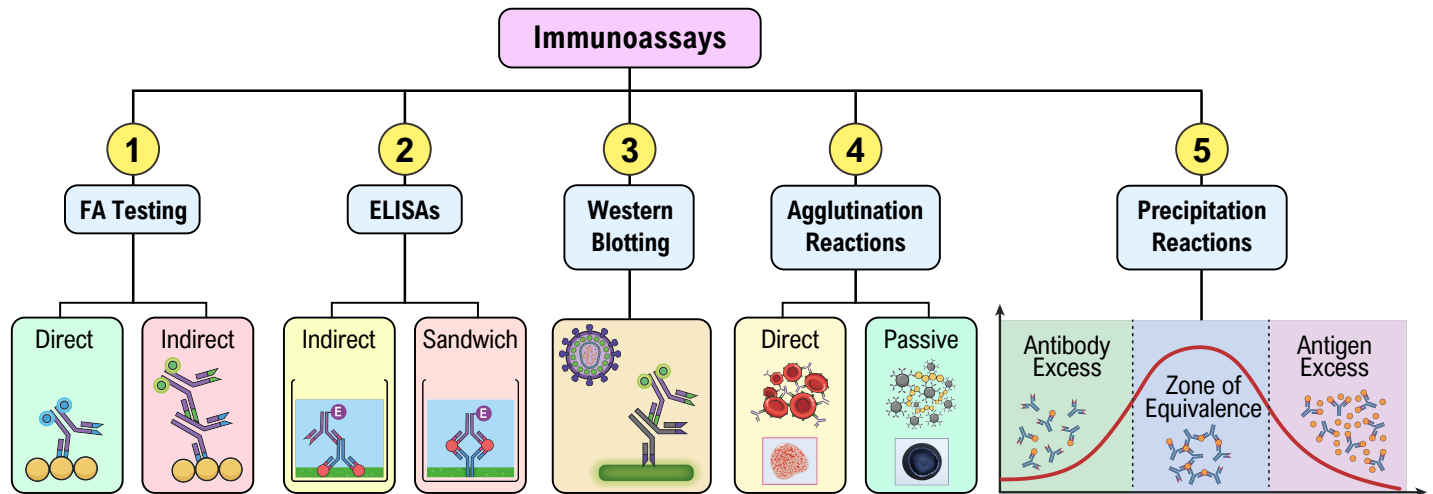 Immunoassays
1
2
3
4
5
FA Testing
ELISAs
Western
Blotting
Agglutination
Reactions
Precipitation
Reactions
Direct
Indirect
Indirect
E
Sandwich
E
Direct
Passive
Antibody
Excess
Zone of
Equivalence
Antigen
Excess